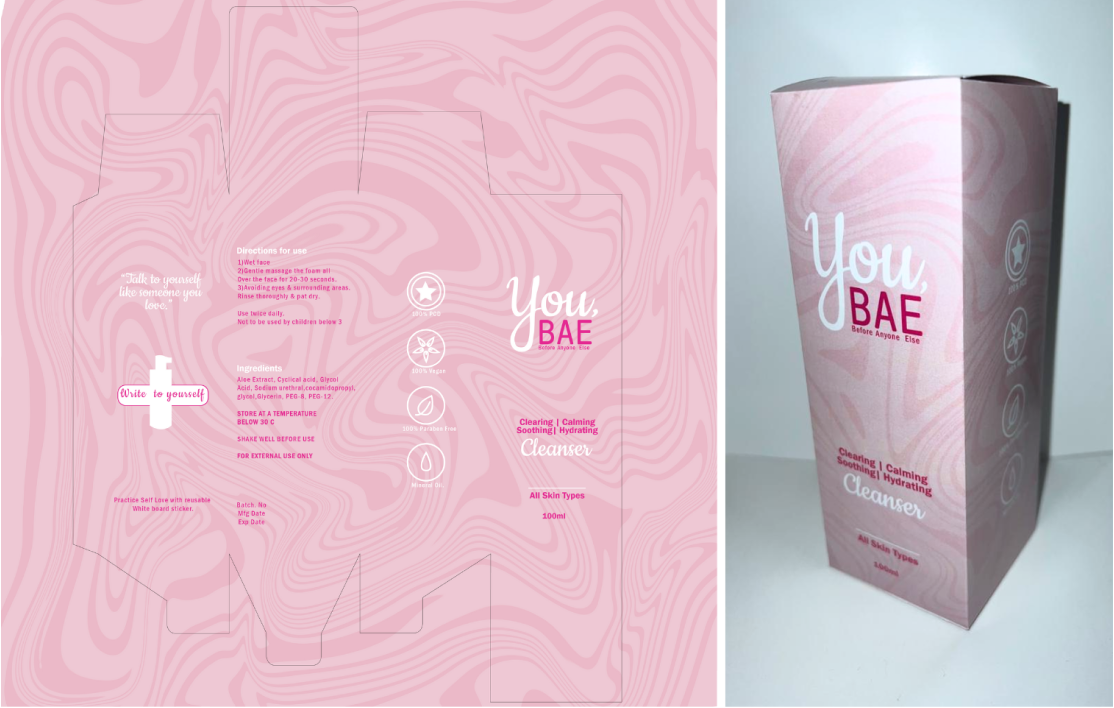 "Talk to yourself
like someone you
love."
Write to yourself
Practice Self Love with reusable
White board sticker.
Directions for use
1)Wet face
2)Gentle massage the foam all
Over the face for 20-30 seconds.
3)Avoiding eyes & surrounding areas.
Rinse thoroughly & pat dry.
Use twice daily.
Not to be used by children below 3
Ingredients
Aloe Extract, Cyclical acid, Glycol
Acid, Sodium urethral,cocamidopropyl,
glycol,Glycerin, PEG-8, PEG-12.
STORE AT A TEMPERATURE
BELOW 30 C
SHAKE WELL BEFORE USE
FOR EXTERNAL USE ONLY
Batch. No
Mfg Date
Exp Date
100% Vegan
100% Paraban Free
Mineral Oil
You,
BAE
Before Anyone Else
Clearing | Calming
Soothing| Hydrating
Cleanser
All Skin Types
100ml
You,
BAE
Before Anyone Else
Clearing | Calming
Soothing| Hydrating
Cleanser
All Skin Types
100ml